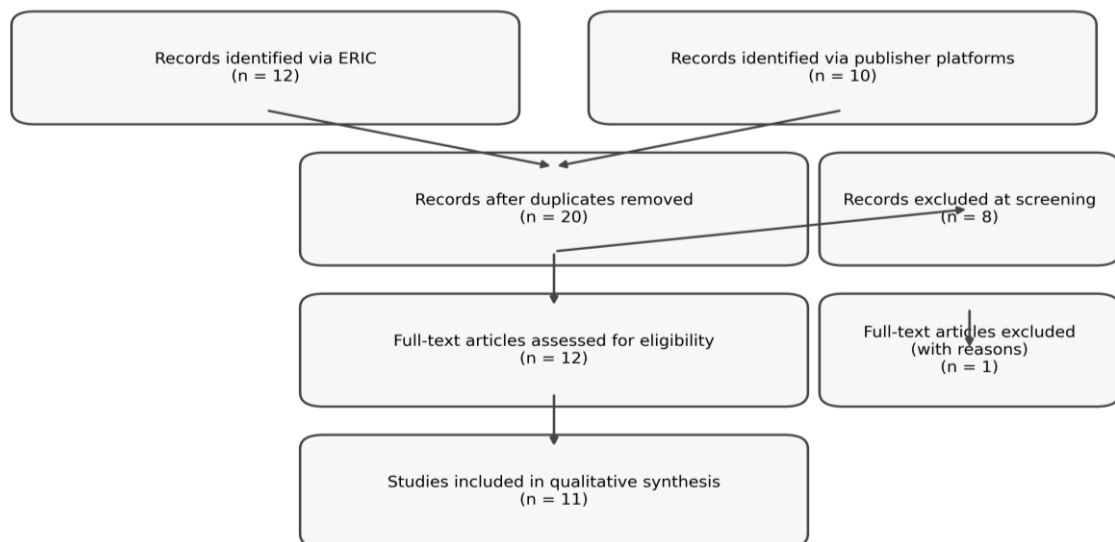 Records identified via ERIC
(n = 12)
Records identified via publisher platforms
(n = 10)
Records after duplicates removed
(n = 20)
Records excluded at screening
(n = 8)
Full-text articles assessed for eligibility
(n = 12)
Full-text articles excluded
(with reasons)
(n = 1)
Studies included in qualitative synthesis
(n = 11)